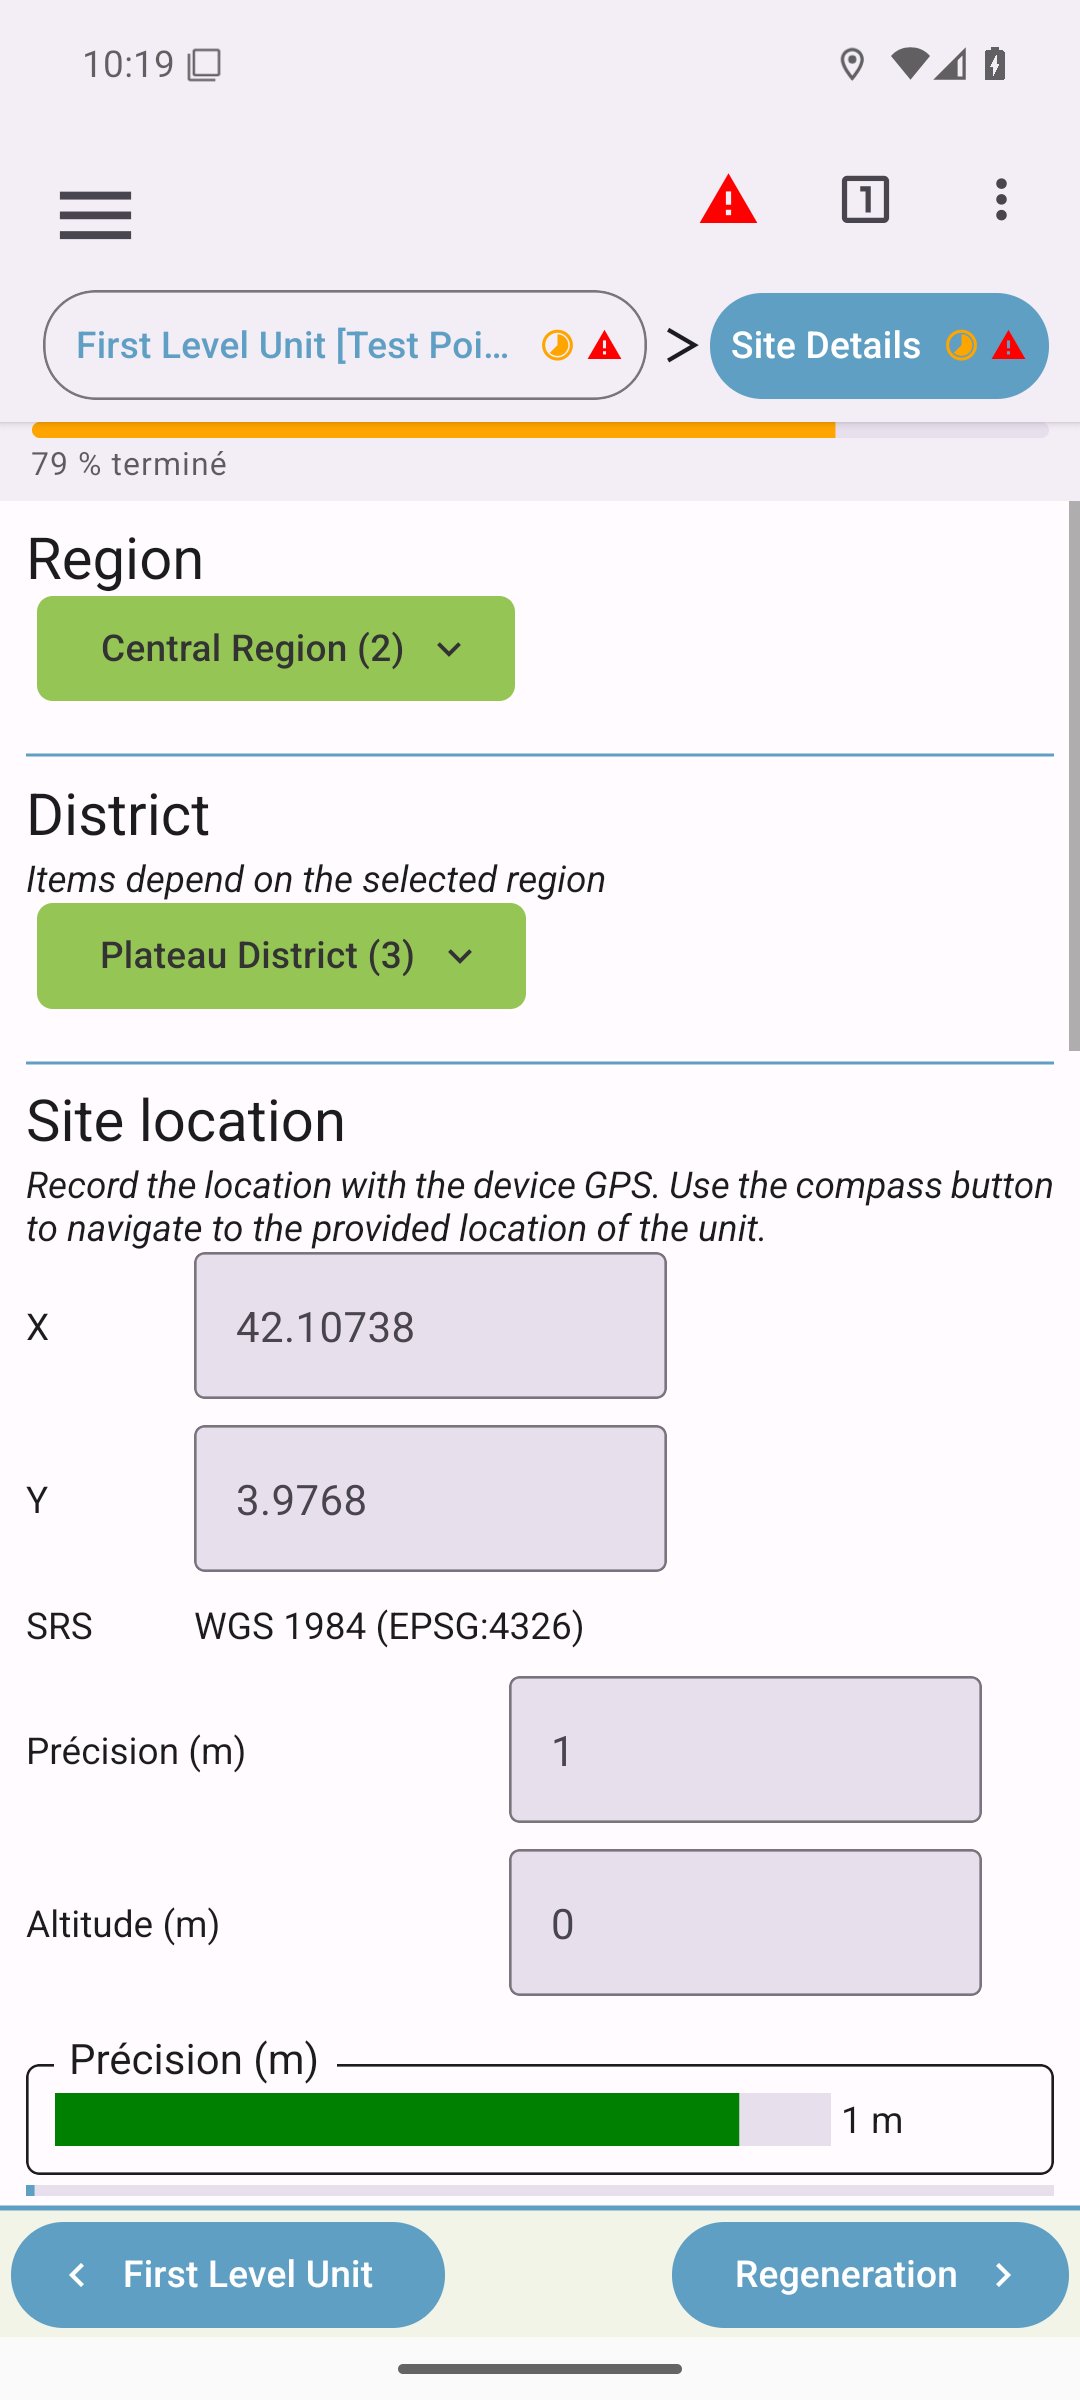 10:19
1
First Level Unit [Test Poi...
>
Site Details
79 % terminé
Region
Central Region (2)
District
Items depend on the selected region
Plateau District (3)
Site location
Record the location with the device GPS. Use the compass button
to navigate to the provided location of the unit.
X
42.10738
Y
3.9768
SRS
WGS 1984 (EPSG:4326)
Précision (m)
1
Altitude (m)
0
Précision (m)
1 m
First Level Unit
Regeneration